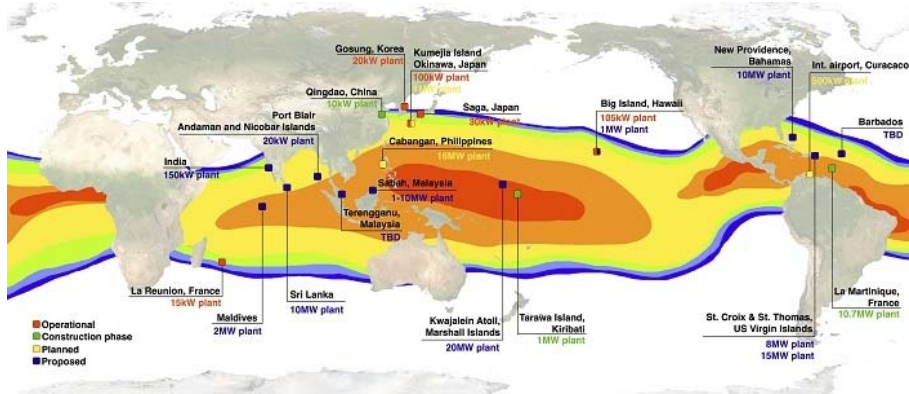 Gosung, Korea
20kW plant
Kumejia Island
Okinawa, Japan
100kW plant
1MW plant
New Providence,
Bahamas
10MW plant
Int. airport, Curacaco
500kW plant
Qingdao, China
10kW plant
Saga, Japan
30kW plant
Big Island, Hawaii
105kW plant
1MW plant
Barbados
TBD
Port Blair
Andaman and Nicobar Islands
20kW plant
Cabangan, Philippines
16MW plant
India
150kW plant
Sabah, Malaysia
1-10MW plant
Terengganu,
Malaysia
TBD
La Reunion, France
15kW plant
Maldives
2MW plant
Sri Lanka
10MW plant
Kwajalein Atoll,
Marshall Islands
20MW plant
Tarawa Island,
Kiribati
1MW plant
St. Croix & St. Thomas,
US Virgin Islands
8MW plant
15MW plant
La Martinique,
France
10.7MW plant
Operational
Construction phase
Planned
Proposed